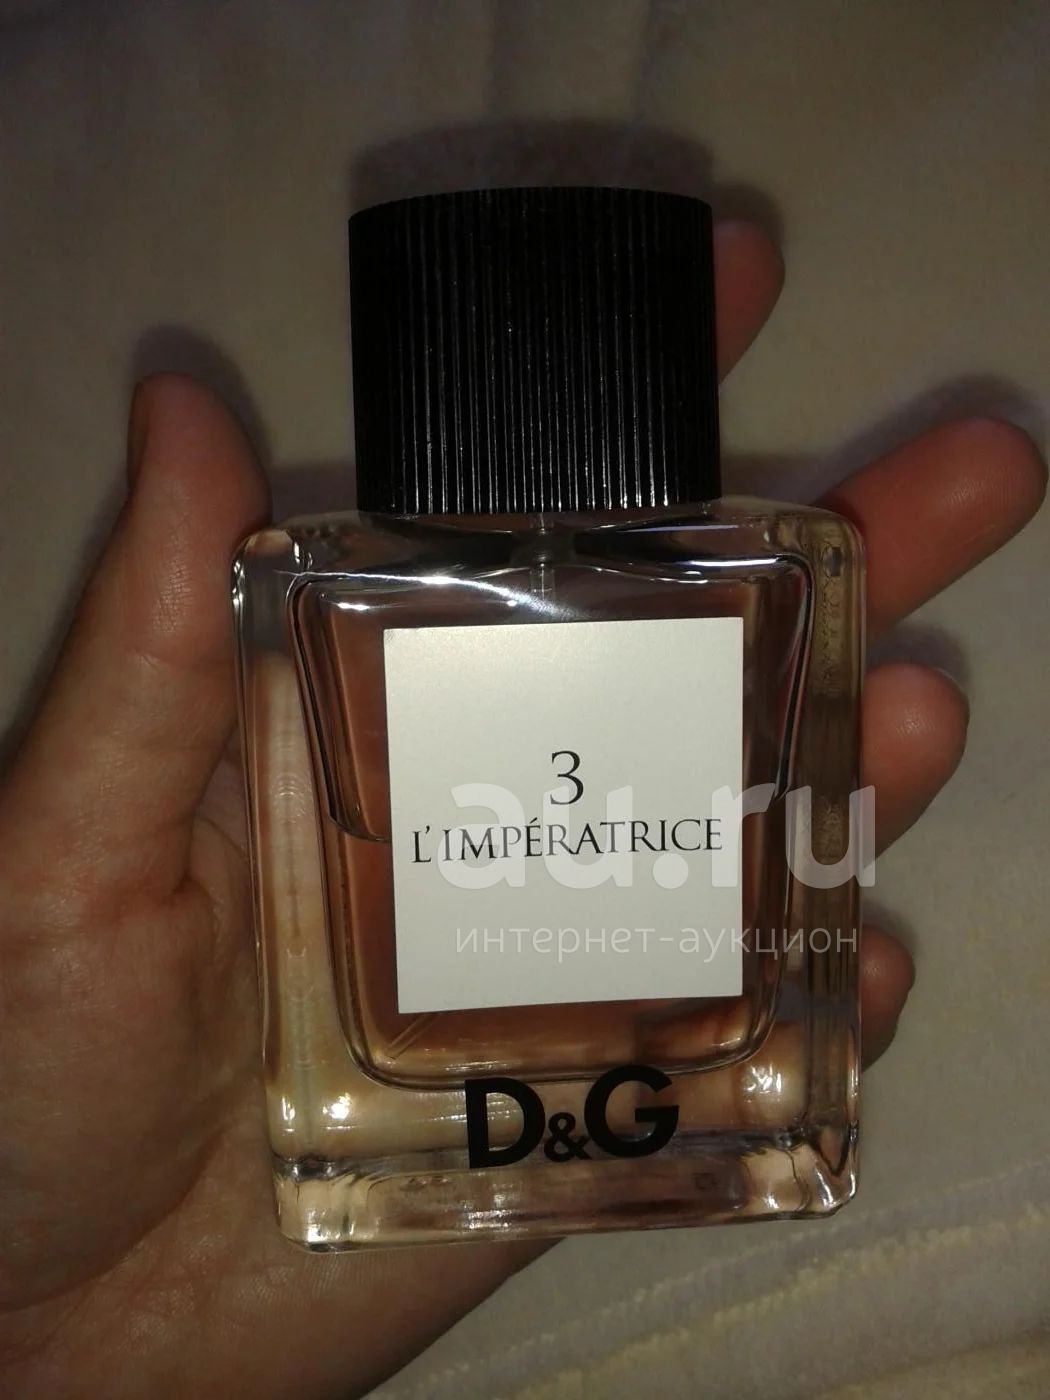 3
L'IMPÉRATRICE
au.ru
интернет-аукцион
D&G